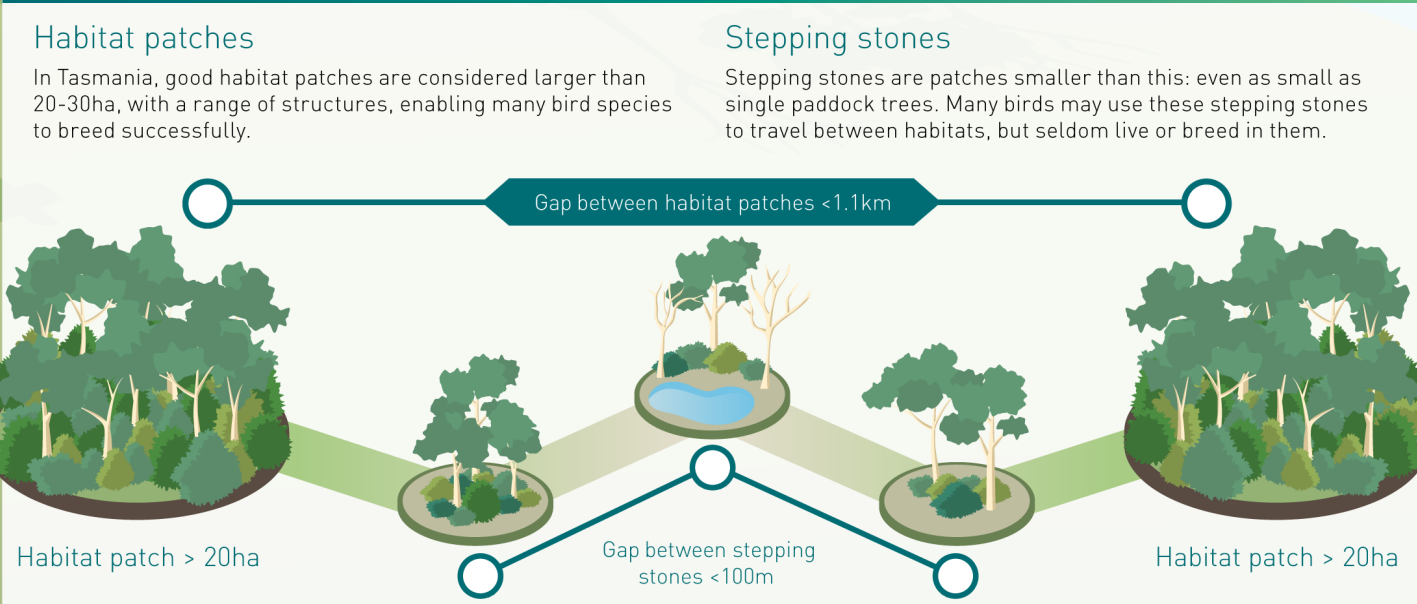 Habitat patches
In Tasmania, good habitat patches are considered larger than
20-30ha, with a range of structures, enabling many bird species
to breed successfully.
Stepping stones
Stepping stones are patches smaller than this: even as small as
single paddock trees. Many birds may use these stepping stones
to travel between habitats, but seldom live or breed in them.
Gap between habitat patches <1.1km
Habitat patch > 20ha
Gap between stepping
stones <100m
Habitat patch > 20ha